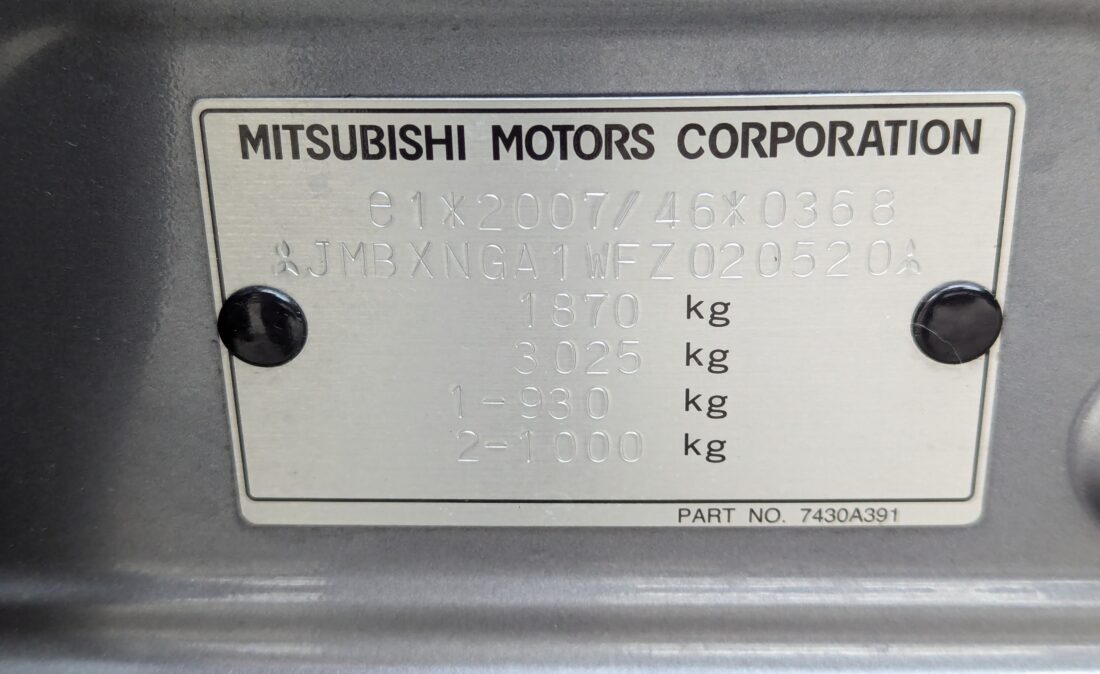 MITSUBISHI MOTORS CORPORATION
e1*2007/46*0368
JMBXNGA1WFZ020520
1870 kg
3025 kg
1-930 kg
2-1000 kg
PART NO. 7430A391